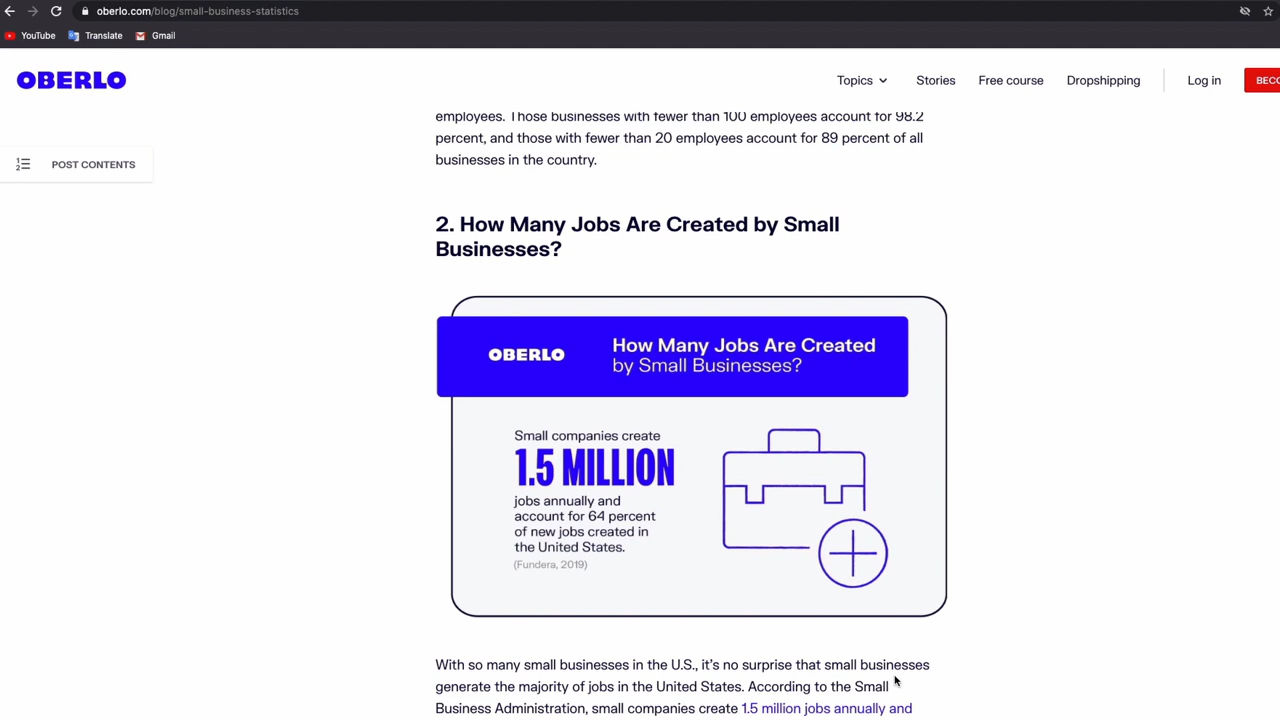 oberlo.com/blog/small-business-statistics
YouTube Translate Gmail
OBERLO
Topics Stories Free course Dropshipping Log in BECO
employees. Those businesses with fewer than 100 employees account for 98.2
percent, and those with fewer than 20 employees account for 89 percent of all
businesses in the country.
POST CONTENTS
2. How Many Jobs Are Created by Small
Businesses?
OBERLO
How Many Jobs Are Created
by Small Businesses?
Small companies create
1.5 MILLION
jobs annually and
account for 64 percent
of new jobs created in
the United States.
(Fundera, 2019)
With so many small businesses in the U.S., it's no surprise that small businesses
generate the majority of jobs in the United States. According to the Small
Business Administration, small companies create 1.5 million jobs annually and